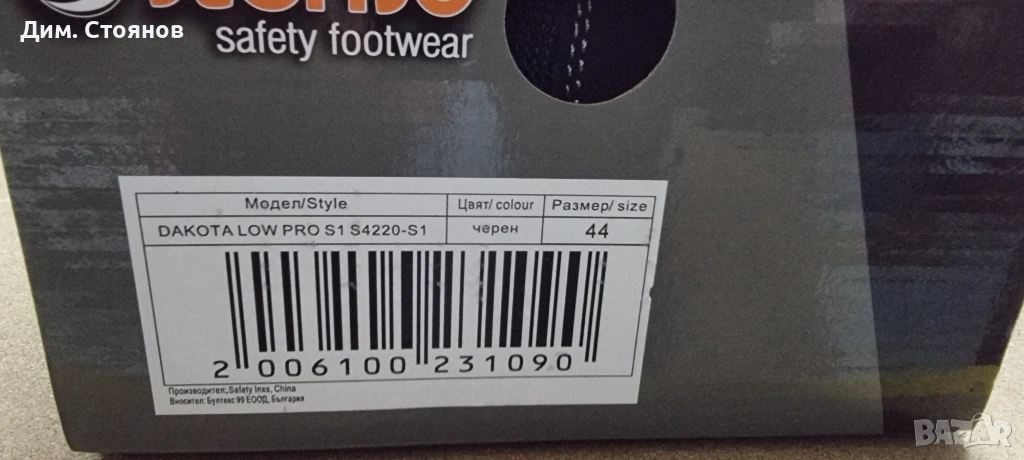 Дим. Стоянов
safety footwear
Модел/Style Цвят/ colour Размер/ size
DAKOTA LOW PRO S1 S4220-S1 черен 44
2 006100 231090
Производител:,Safety Inxs, China
Вносител: Бултекс 99 ЕООД, България
BAZAR